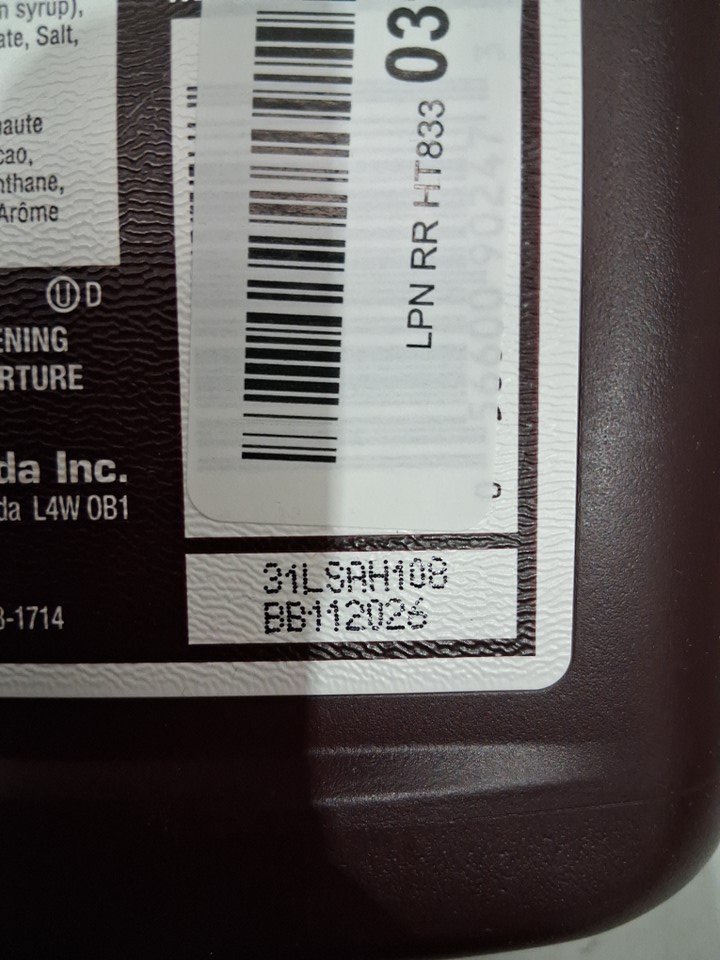 syrup),
ate, Salt,
haute
cao,
nthane,
Arôme
U D
ENING
RTURE
da Inc.
da L4W 0B1
3-1714
LPN RR HT833 03
31LSAH108
BB112026